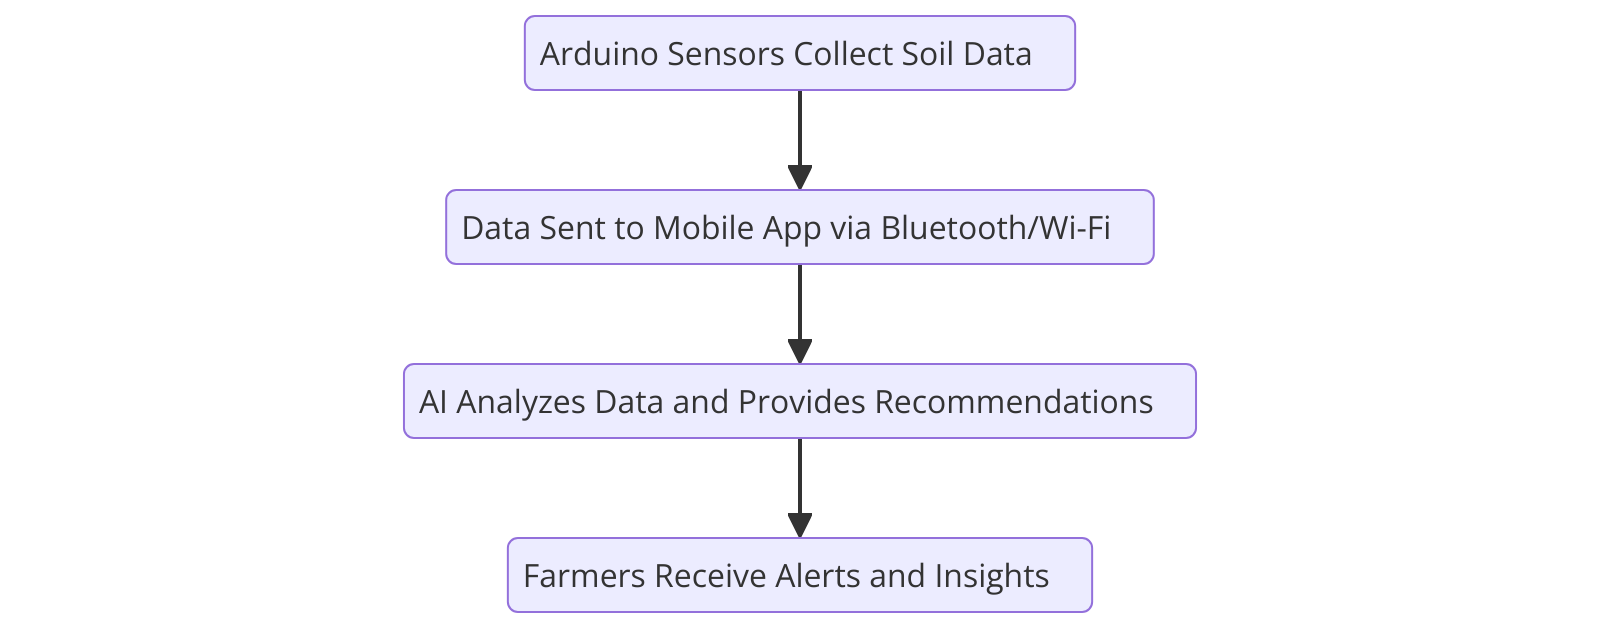 Arduino Sensors Collect Soil Data
Data Sent to Mobile App via Bluetooth/Wi-Fi
AI Analyzes Data and Provides Recommendations
Farmers Receive Alerts and Insights